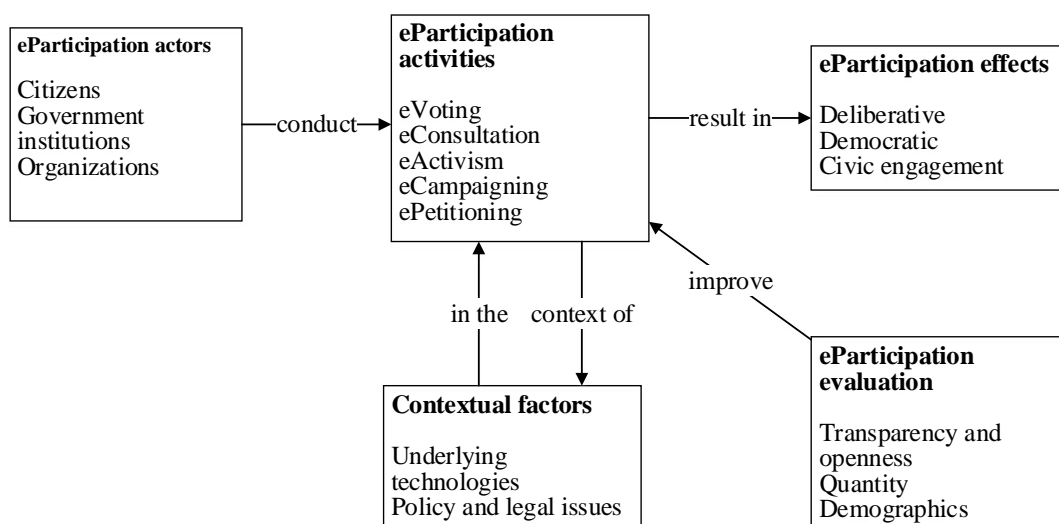 eParticipation actors
Citizens
Government
institutions
Organizations
conduct
eParticipation
activities
eVoting
eConsultation
eActivism
eCampaigning
ePetitioning
result in
eParticipation effects
Deliberative
Democratic
Civic engagement
improve
in the
context of
Contextual factors
Underlying
technologies
Policy and legal issues
eParticipation
evaluation
Transparency and
openness
Quantity
Demographics